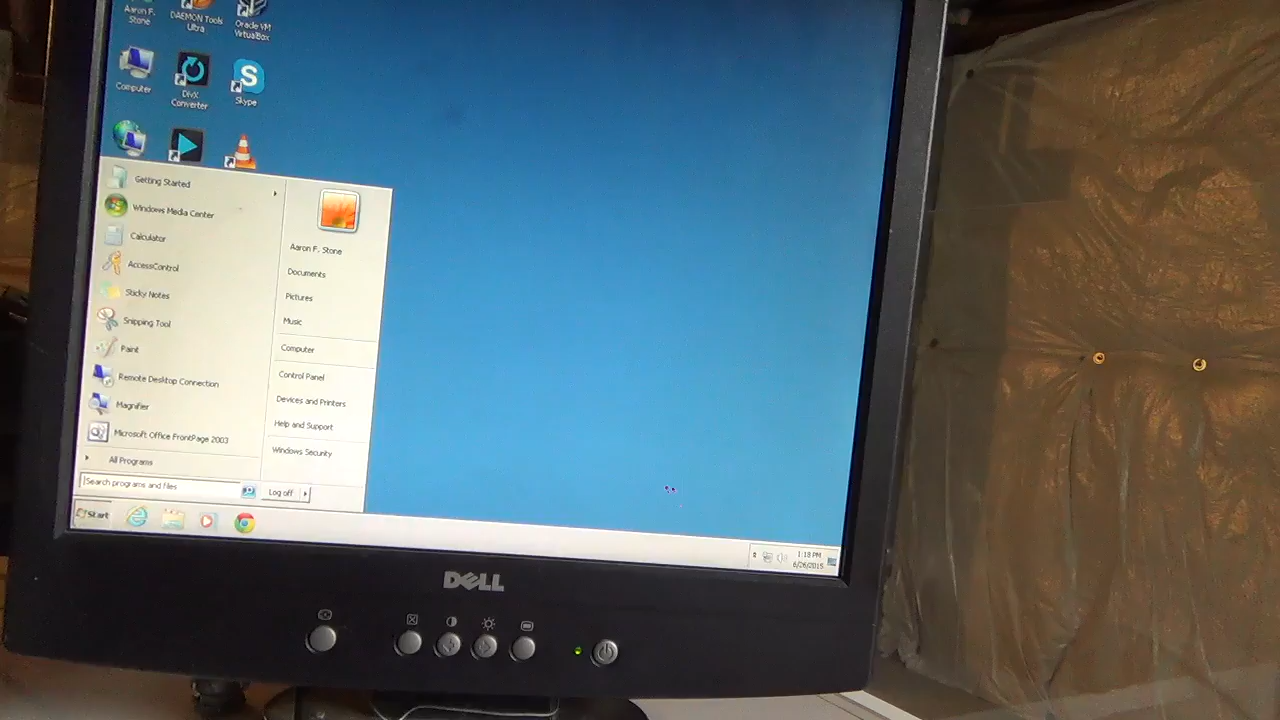 Aaron F. Stone
DAEMON Tools Ultra
Oracle VM VirtualBox
Computer
DivX Converter
Skype
Getting Started
Windows Media Center
Calculator
AccessControl
Sticky Notes
Snipping Tool
Paint
Remote Desktop Connection
Magnifier
Microsoft Office FrontPage 2003
All Programs
Search programs and files
Aaron F. Stone
Documents
Pictures
Music
Computer
Control Panel
Devices and Printers
Help and Support
Windows Security
Log off
Start
1:18 PM
6/26/2015
DELL